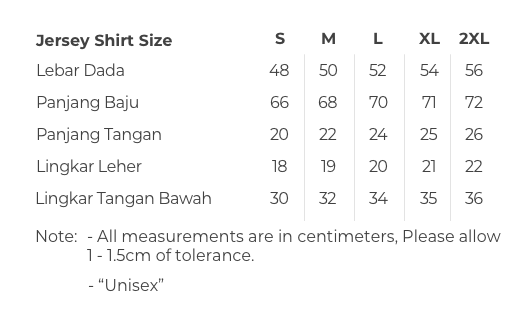 Jersey Shirt Size S M L XL 2XL
Lebar Dada 48 50 52 54 56
Panjang Baju 66 68 70 71 72
Panjang Tangan 20 22 24 25 26
Lingkar Leher 18 19 20 21 22
Lingkar Tangan Bawah 30 32 34 35 36
Note: - All measurements are in centimeters, Please allow
1 - 1.5cm of tolerance.
- “Unisex”